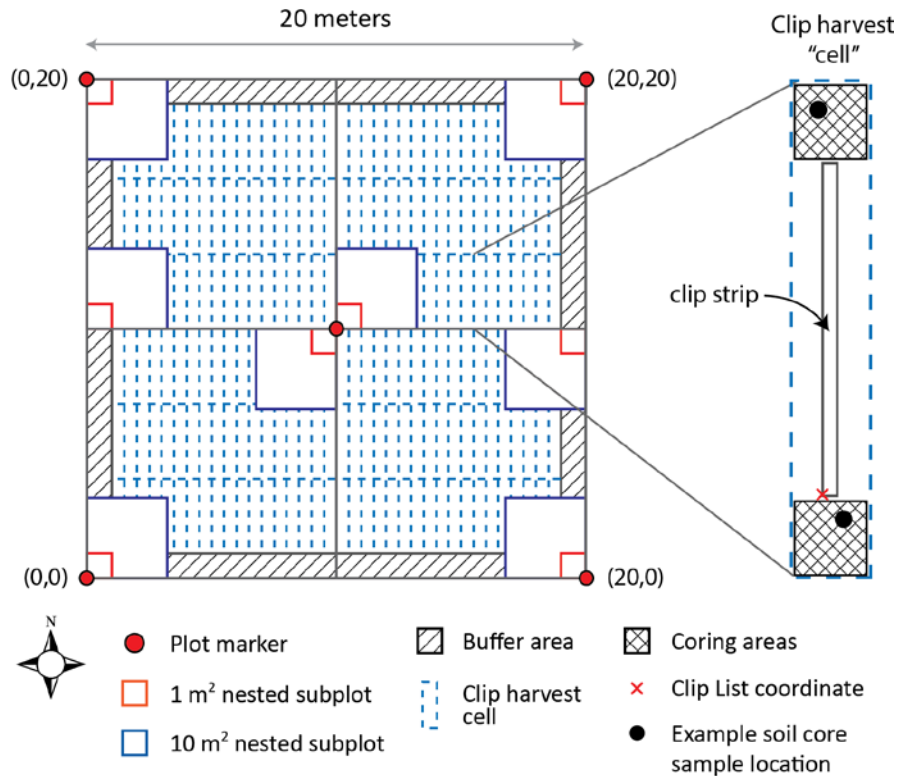 20 meters
Clip harvest
“cell”
(0,20)
(20,20)
clip strip
(0,0)
(20,0)
N
Plot marker
1 m² nested subplot
10 m² nested subplot
Buffer area
Clip harvest
cell
Coring areas
Clip List coordinate
Example soil core
sample location